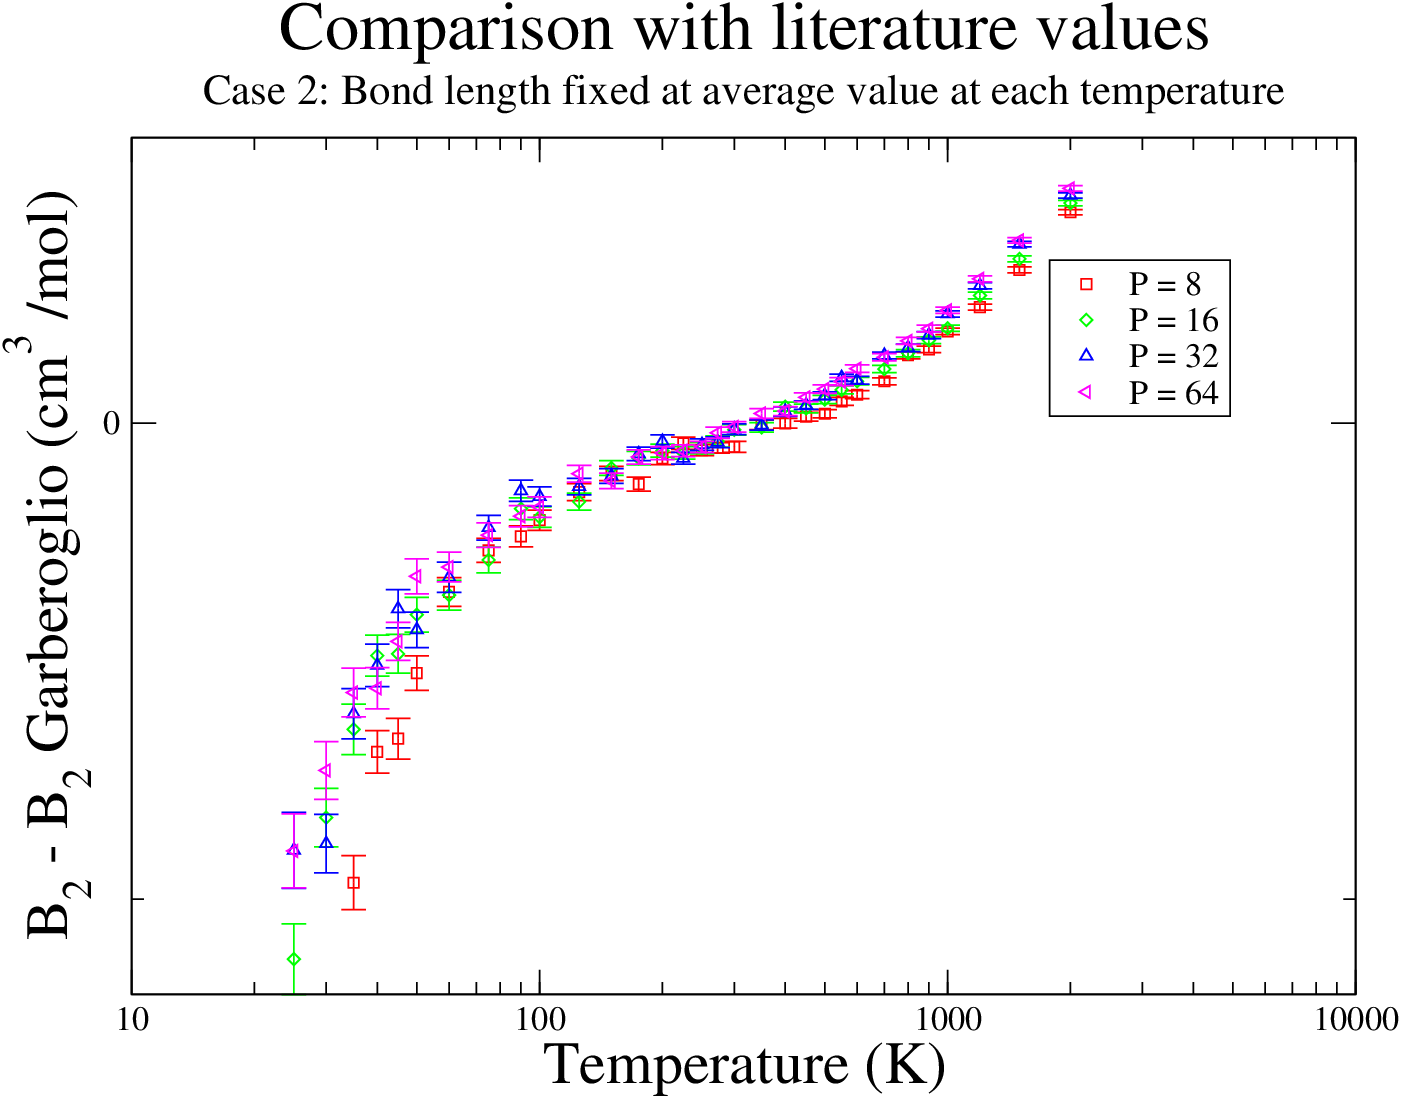 Comparison with literature values
Case 2: Bond length fixed at average value at each temperature
B2 - B2 Garberoglio (cm3 /mol)
0
P = 8
P = 16
P = 32
P = 64
10 100 1000 10000
Temperature (K)